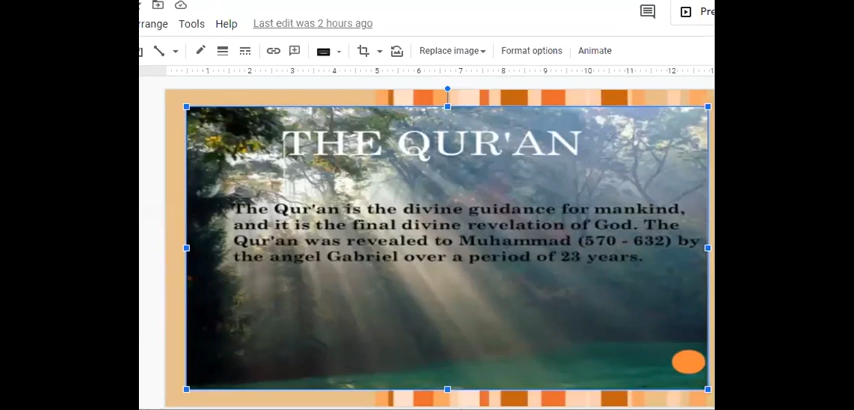 rrange Tools Help Last edit was 2 hours ago Pre
Replace image Format options Animate
1 2 3 4 5 6 7 8 9 10 11 12
THE QUR'AN
The Qur'an is the divine guidance for mankind,
and it is the final divine revelation of God. The
Qur'an was revealed to Muhammad (570 - 632) by
the angel Gabriel over a period of 23 years.